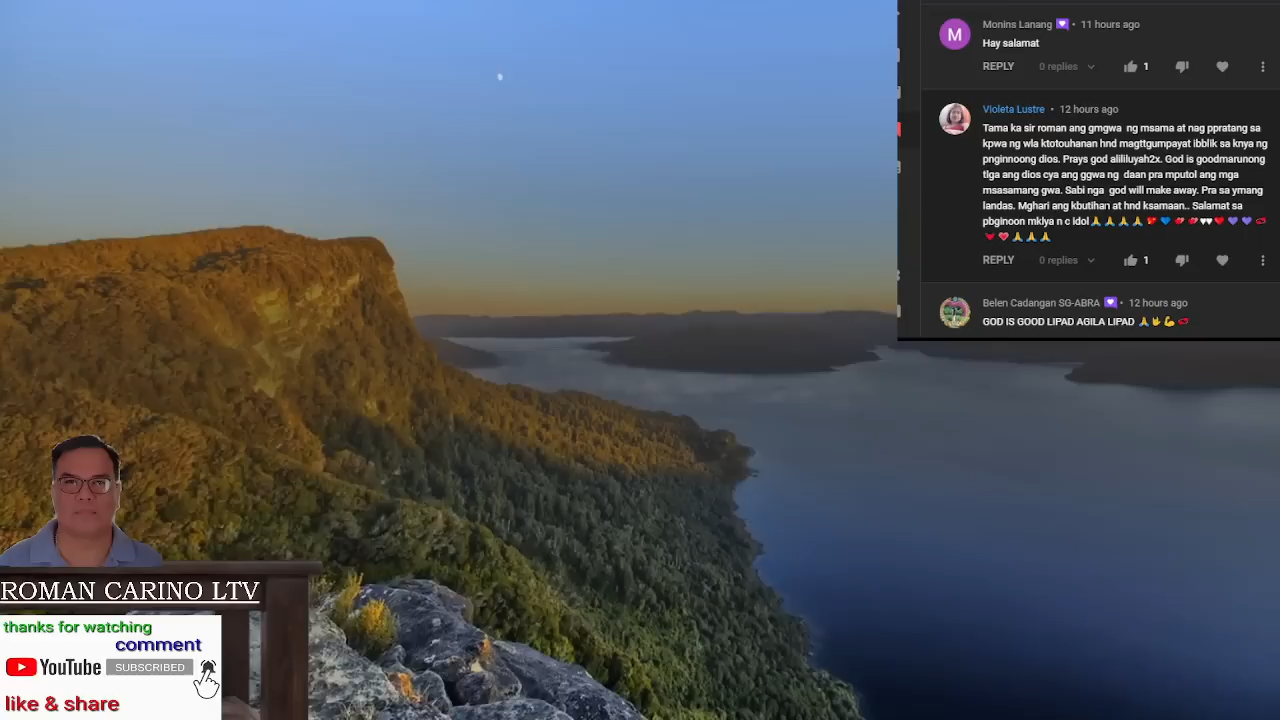 Monins Lanang • 11 hours ago
Hay salamat
REPLY 0 replies 1
Violeta Lustre • 12 hours ago
Tama ka sir roman ang gmgwa ng msama at nag ppratang sa
kpwa ng wla ktotouhanan hnd magttgumpayat ibblik sa knya ng
pnginnoong dios. Prays god alililuyah2x. God is goodmarunong
tlga ang dios cya ang ggwa ng daan pra mputol ang mga
msasamang gwa. Sabi nga god will make away. Pra sa ymang
landas. Mghari ang kbutihan at hnd ksamaan.. Salamat sa
pbginoon mkiya n c idol🙏🙏🙏🙏
REPLY 0 replies 1
Belen Cadangan SG-ABRA • 12 hours ago
GOD IS GOOD LIPAD AGILA LIPAD
ROMAN CARINO LTV
thanks for watching
comment
YouTube SUBSCRIBED
like & share
M